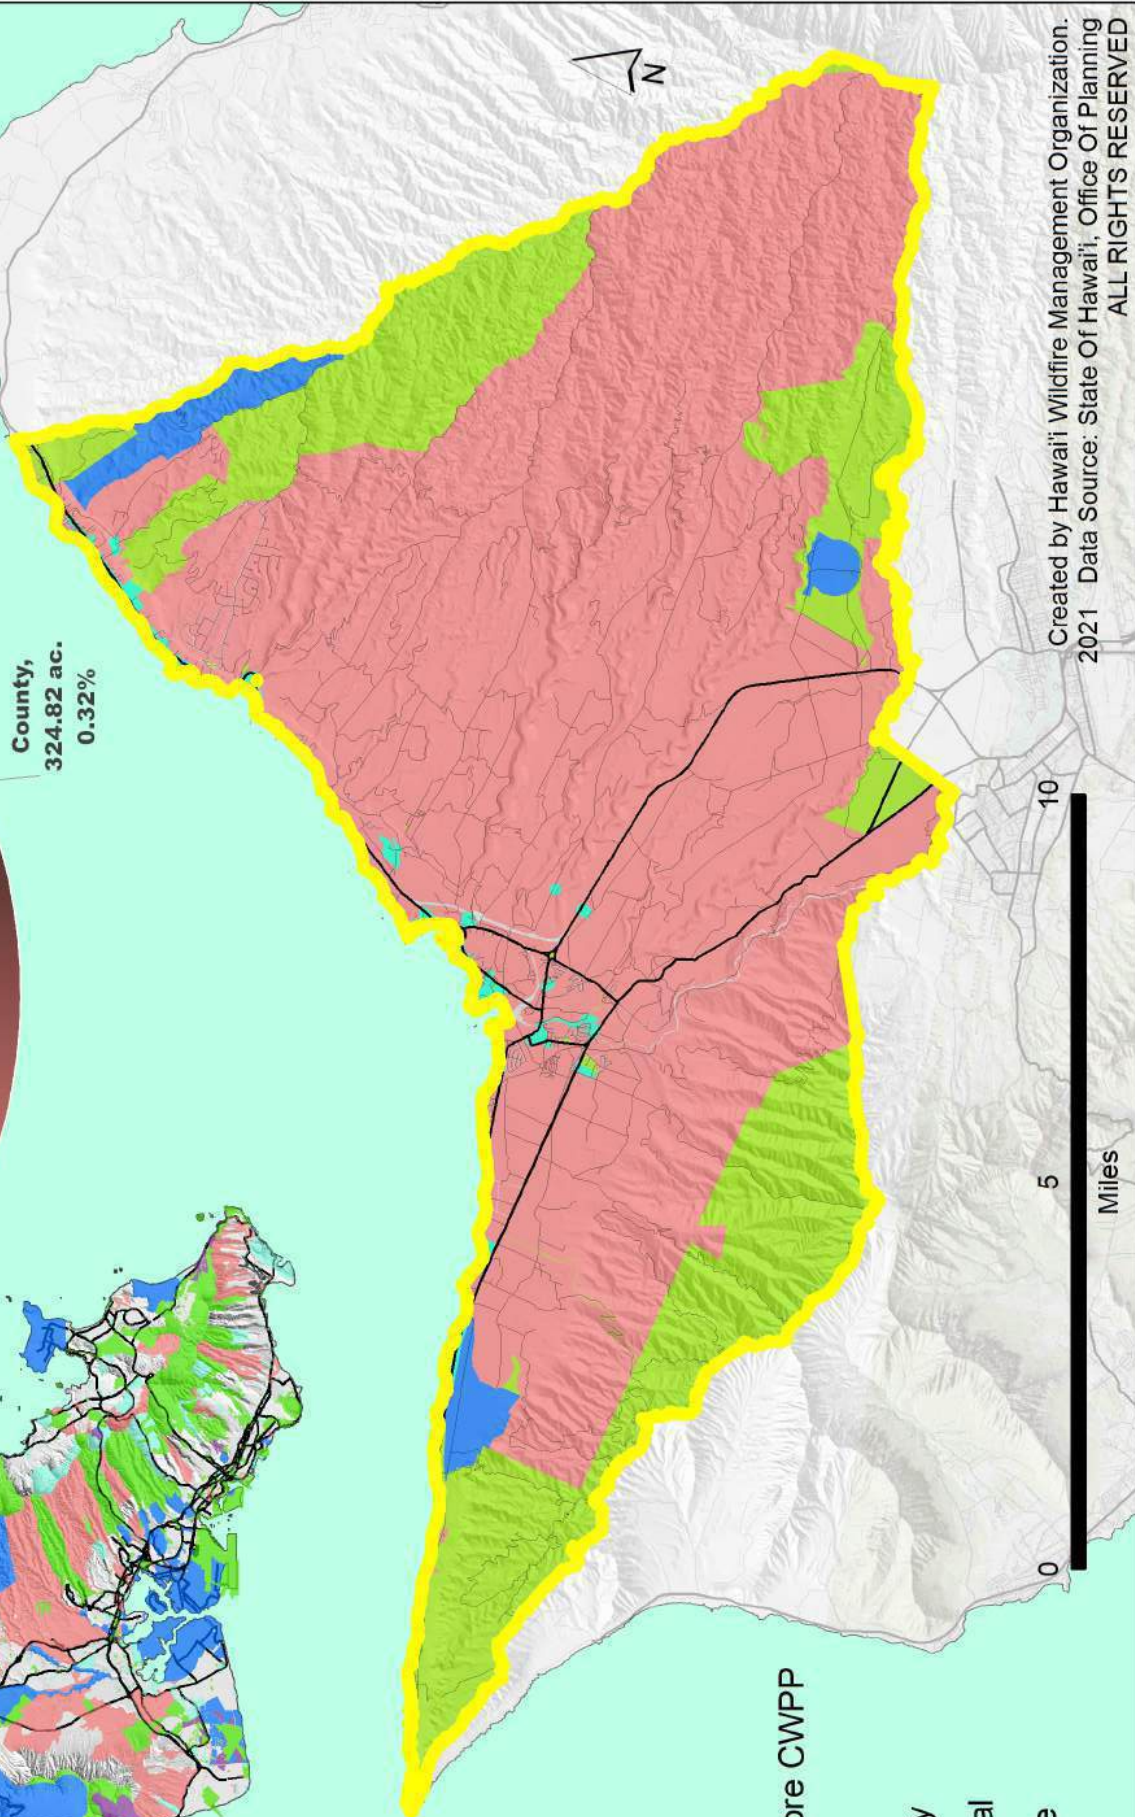 County,
324.82 ac.
0.32%
N
10
5
0
Miles
Created by Hawai'i Wildfire Management Organization.
2021 Data Source: State Of Hawai'i, Office Of Planning
ALL RIGHTS RESERVED
CWPP